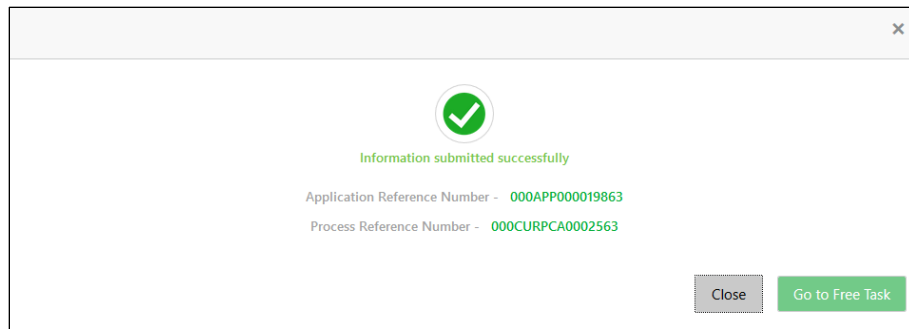 Information submitted successfully
Application Reference Number - 000APP000019863
Process Reference Number - 000CURPCA0002563
Close Go to Free Task